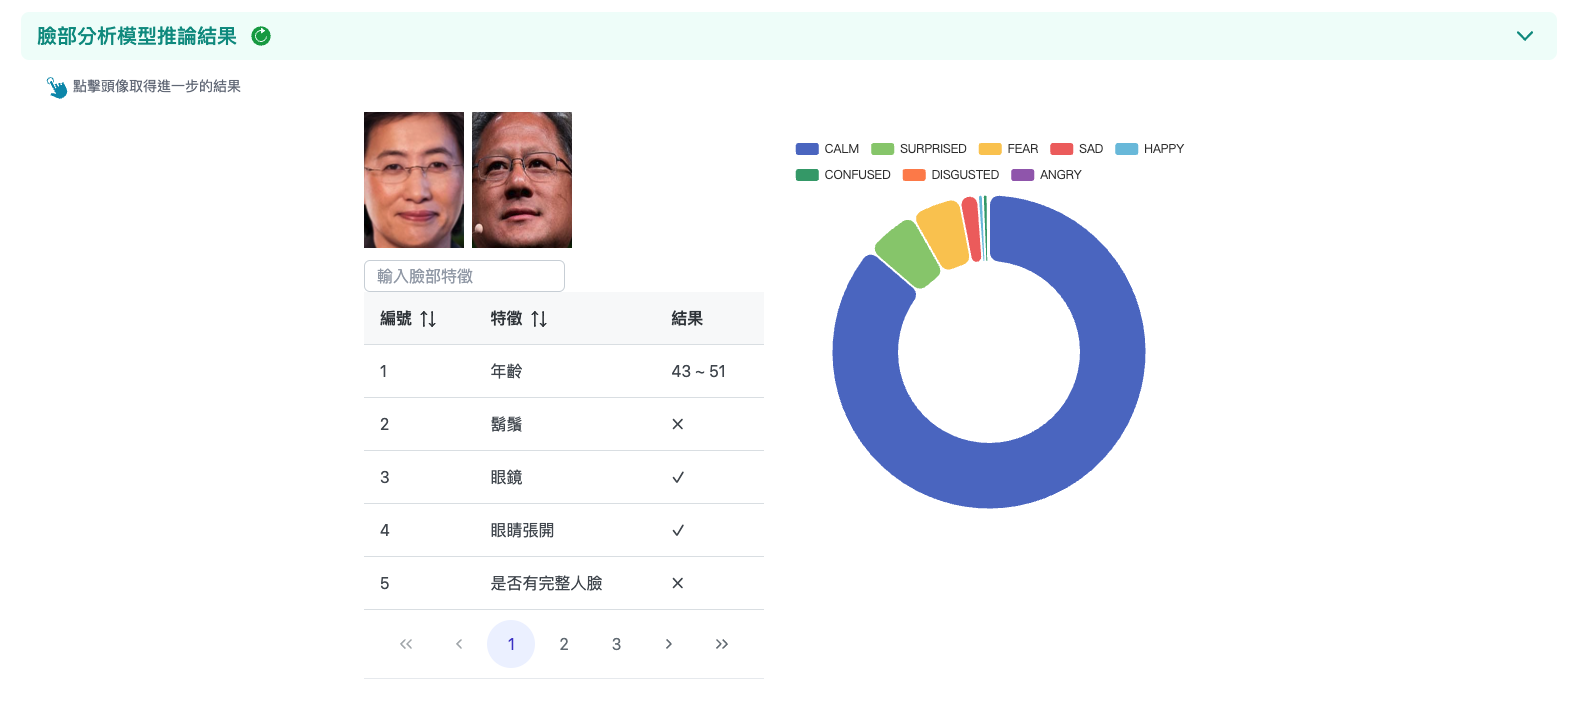 臉部分析模型推論結果
點擊頭像取得進一步的結果
CALM SURPRISED FEAR SAD HAPPY
CONFUSED DISGUSTED ANGRY
輸入臉部特徵
編號 特徵 結果
1 年齡 43 ~ 51
2 鬍鬚 ✕
3 眼鏡 ✓
4 眼睛張開 ✓
5 是否有完整人臉 ✕
« ‹ 1 2 3 › »